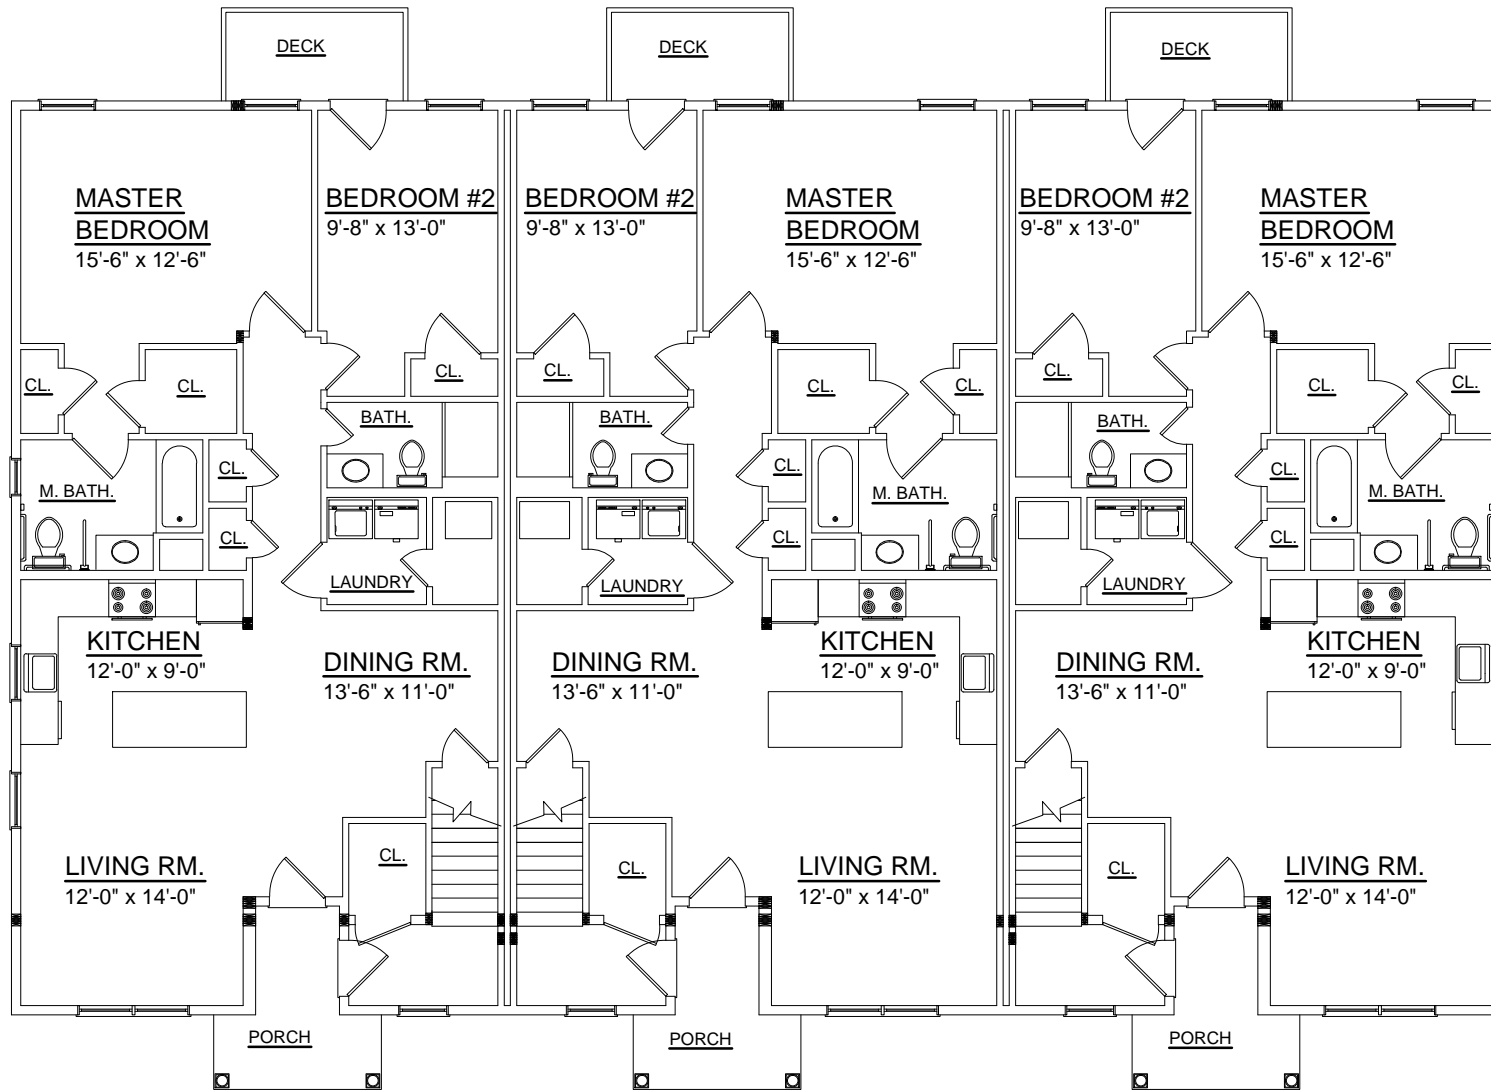 DECK
DECK
DECK
MASTER
BEDROOM
15'-6" x 12'-6"
BEDROOM #2
9'-8" x 13'-0"
BEDROOM #2
9'-8" x 13'-0"
MASTER
BEDROOM
15'-6" x 12'-6"
BEDROOM #2
9'-8" x 13'-0"
MASTER
BEDROOM
15'-6" x 12'-6"
CL.
CL.
CL.
CL.
CL.
CL.
CL.
CL.
CL.
BATH.
BATH.
BATH.
CL.
CL.
CL.
M. BATH.
M. BATH.
M. BATH.
CL.
CL.
CL.
LAUNDRY
LAUNDRY
LAUNDRY
KITCHEN
12'-0" x 9'-0"
DINING RM.
13'-6" x 11'-0"
DINING RM.
13'-6" x 11'-0"
KITCHEN
12'-0" x 9'-0"
DINING RM.
13'-6" x 11'-0"
KITCHEN
12'-0" x 9'-0"
LIVING RM.
12'-0" x 14'-0"
CL.
CL.
LIVING RM.
12'-0" x 14'-0"
CL.
LIVING RM.
12'-0" x 14'-0"
PORCH
PORCH
PORCH